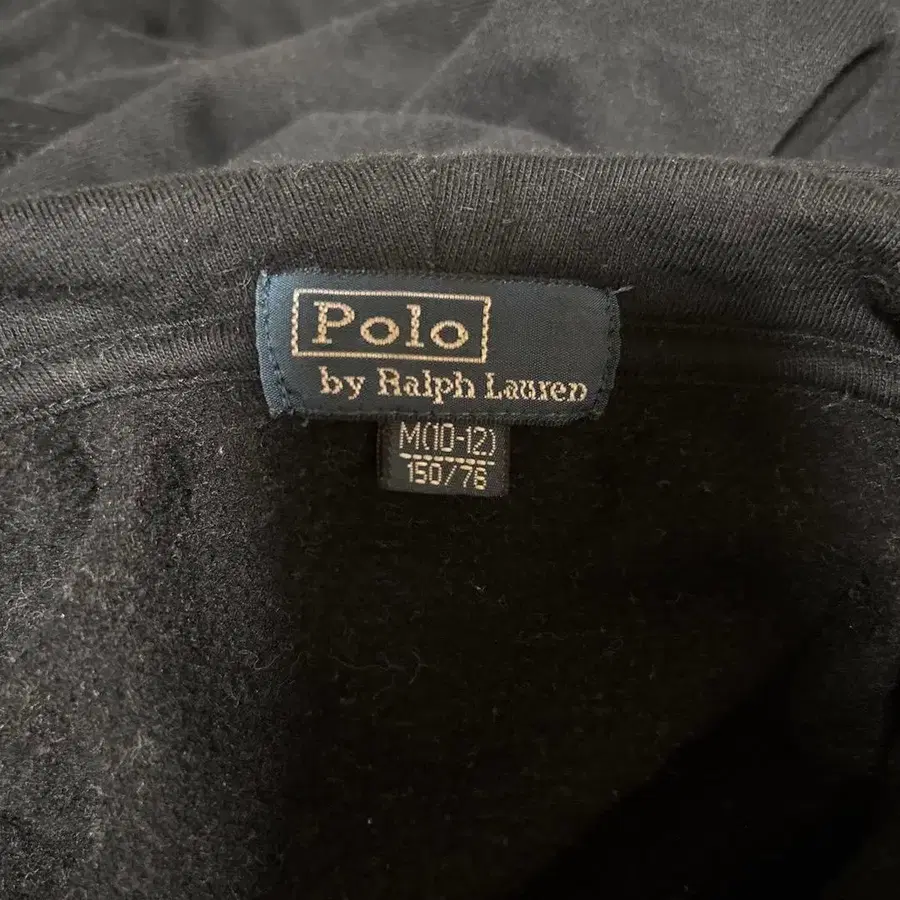 Polo
by Ralph Lauren
M(10-12)
150/76